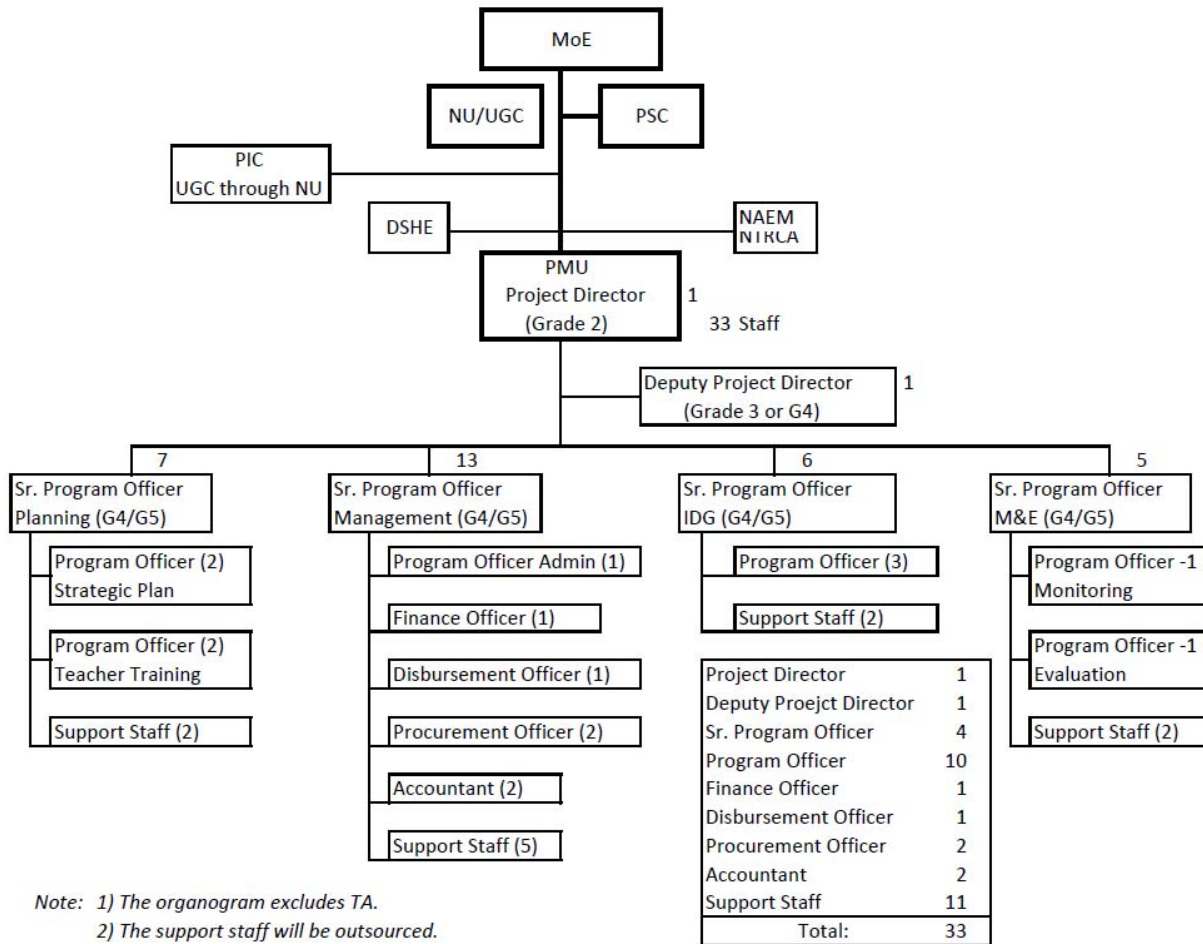 MoE
NU/UGC
PSC
PIC
UGC through NU
DSHE
NAEM
NTRCA
PMU
Project Director
(Grade 2)
1
33 Staff
Deputy Project Director
(Grade 3 or G4)
1
7
13
6
5
Sr. Program Officer
Planning (G4/G5)
Program Officer (2)
Strategic Plan
Program Officer (2)
Teacher Training
Support Staff (2)
Sr. Program Officer
Management (G4/G5)
Program Officer Admin (1)
Finance Officer (1)
Disbursement Officer (1)
Procurement Officer (2)
Accountant (2)
Support Staff (5)
Sr. Program Officer
IDG (G4/G5)
Program Officer (3)
Support Staff (2)
Sr. Program Officer
M&E (G4/G5)
Program Officer -1
Monitoring
Program Officer -1
Evaluation
Support Staff (2)
Project Director 1
Deputy Proejct Director 1
Sr. Program Officer 4
Program Officer 10
Finance Officer 1
Disbursement Officer 1
Procurement Officer 2
Accountant 2
Support Staff 11
Total: 33
Note: 1) The organogram excludes TA.
2) The support staff will be outsourced.